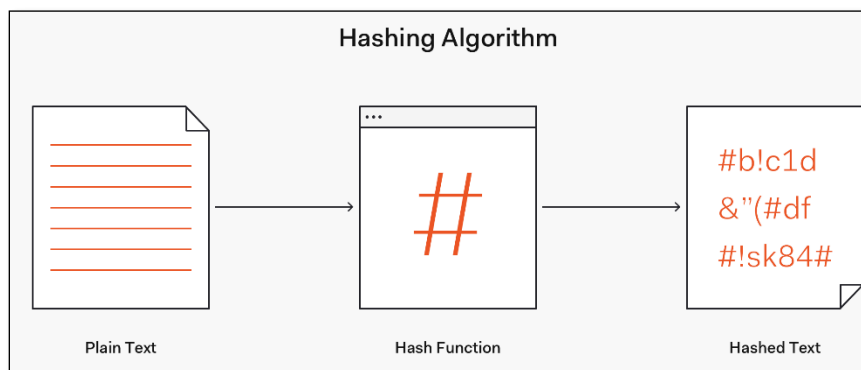 Hashing Algorithm
#
#b!c1d
&”(#df
#!sk84#
Plain Text
Hash Function
Hashed Text